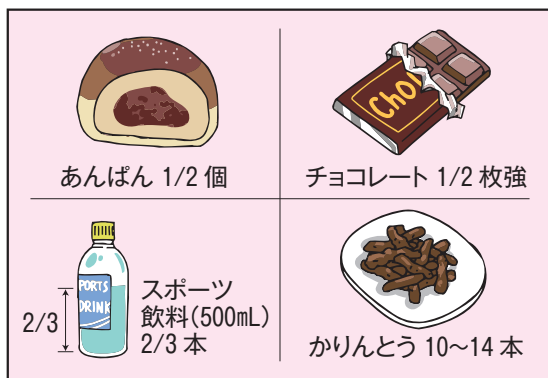 あんぱん 1/2 個
Choc
チョコレート 1/2 枚強
PORTS
DRINK
2/3
スポーツ
飲料(500mL)
2/3 本
かりんとう 10〜14 本